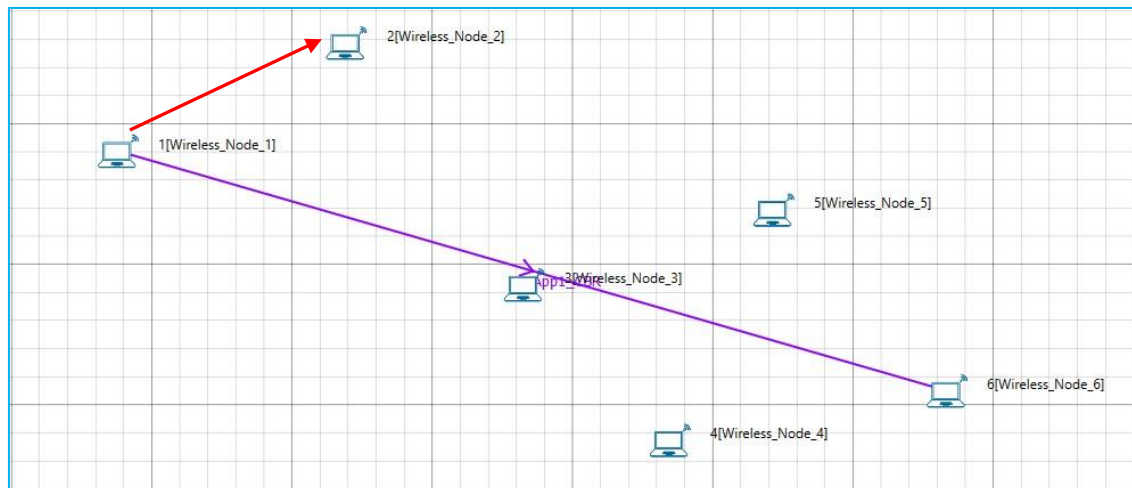 2[Wireless_Node_2]
1[Wireless_Node_1]
5[Wireless_Node_5]
3[Wireless_Node_3]
6[Wireless_Node_6]
4[Wireless_Node_4]